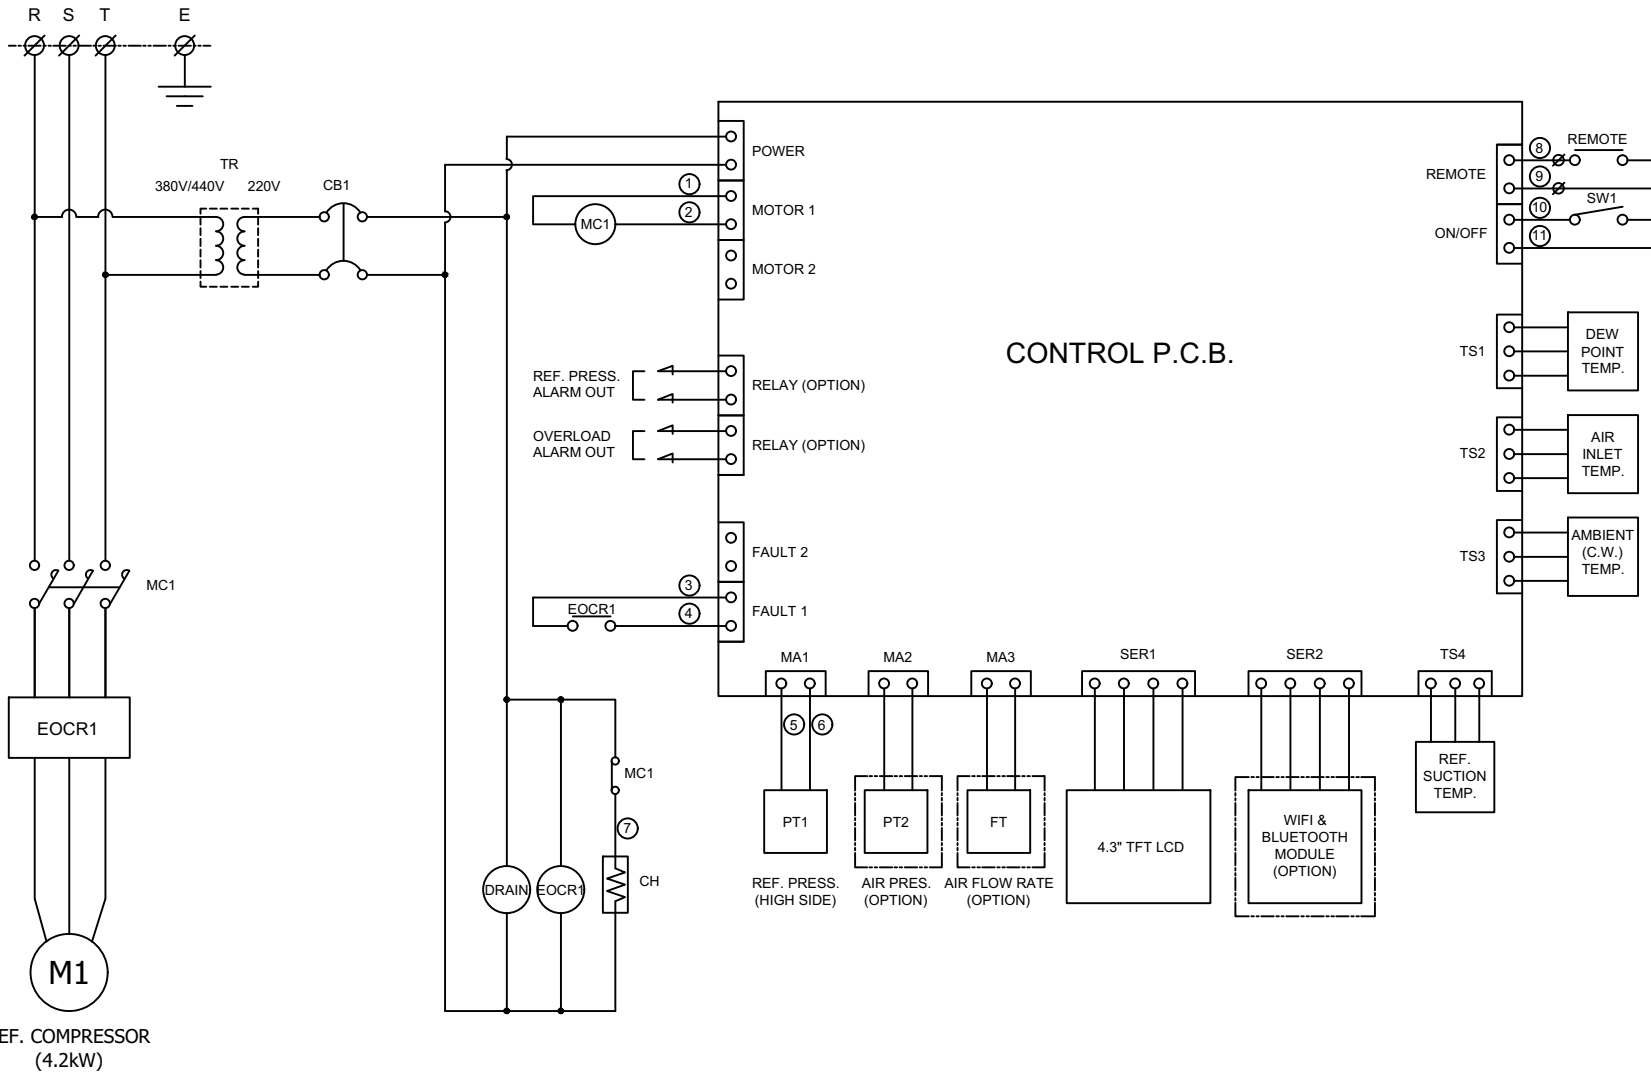 R S T E
TR
380V/440V 220V CB1
MC1
EOCR1
M1
EF. COMPRESSOR
(4.2kW)
CONTROL P.C.B.
POWER
1
2
MC1
MOTOR 1
MOTOR 2
REF. PRESS.
ALARM OUT
RELAY (OPTION)
OVERLOAD
ALARM OUT
RELAY (OPTION)
FAULT 2
3
EOCR1
4
FAULT 1
MC1
7
DRAIN
EOCR1
CH
MA1
5 6
PT1
REF. PRESS.
(HIGH SIDE)
MA2
PT2
AIR PRES.
(OPTION)
MA3
FT
AIR FLOW RATE
(OPTION)
SER1
4.3" TFT LCD
SER2
WIFI &
BLUETOOTH
MODULE
(OPTION)
TS4
REF.
SUCTION
TEMP.
REMOTE
8
REMOTE
9
ON/OFF
10
SW1
11
TS1
DEW
POINT
TEMP.
TS2
AIR
INLET
TEMP.
TS3
AMBIENT
(C.W.)
TEMP.